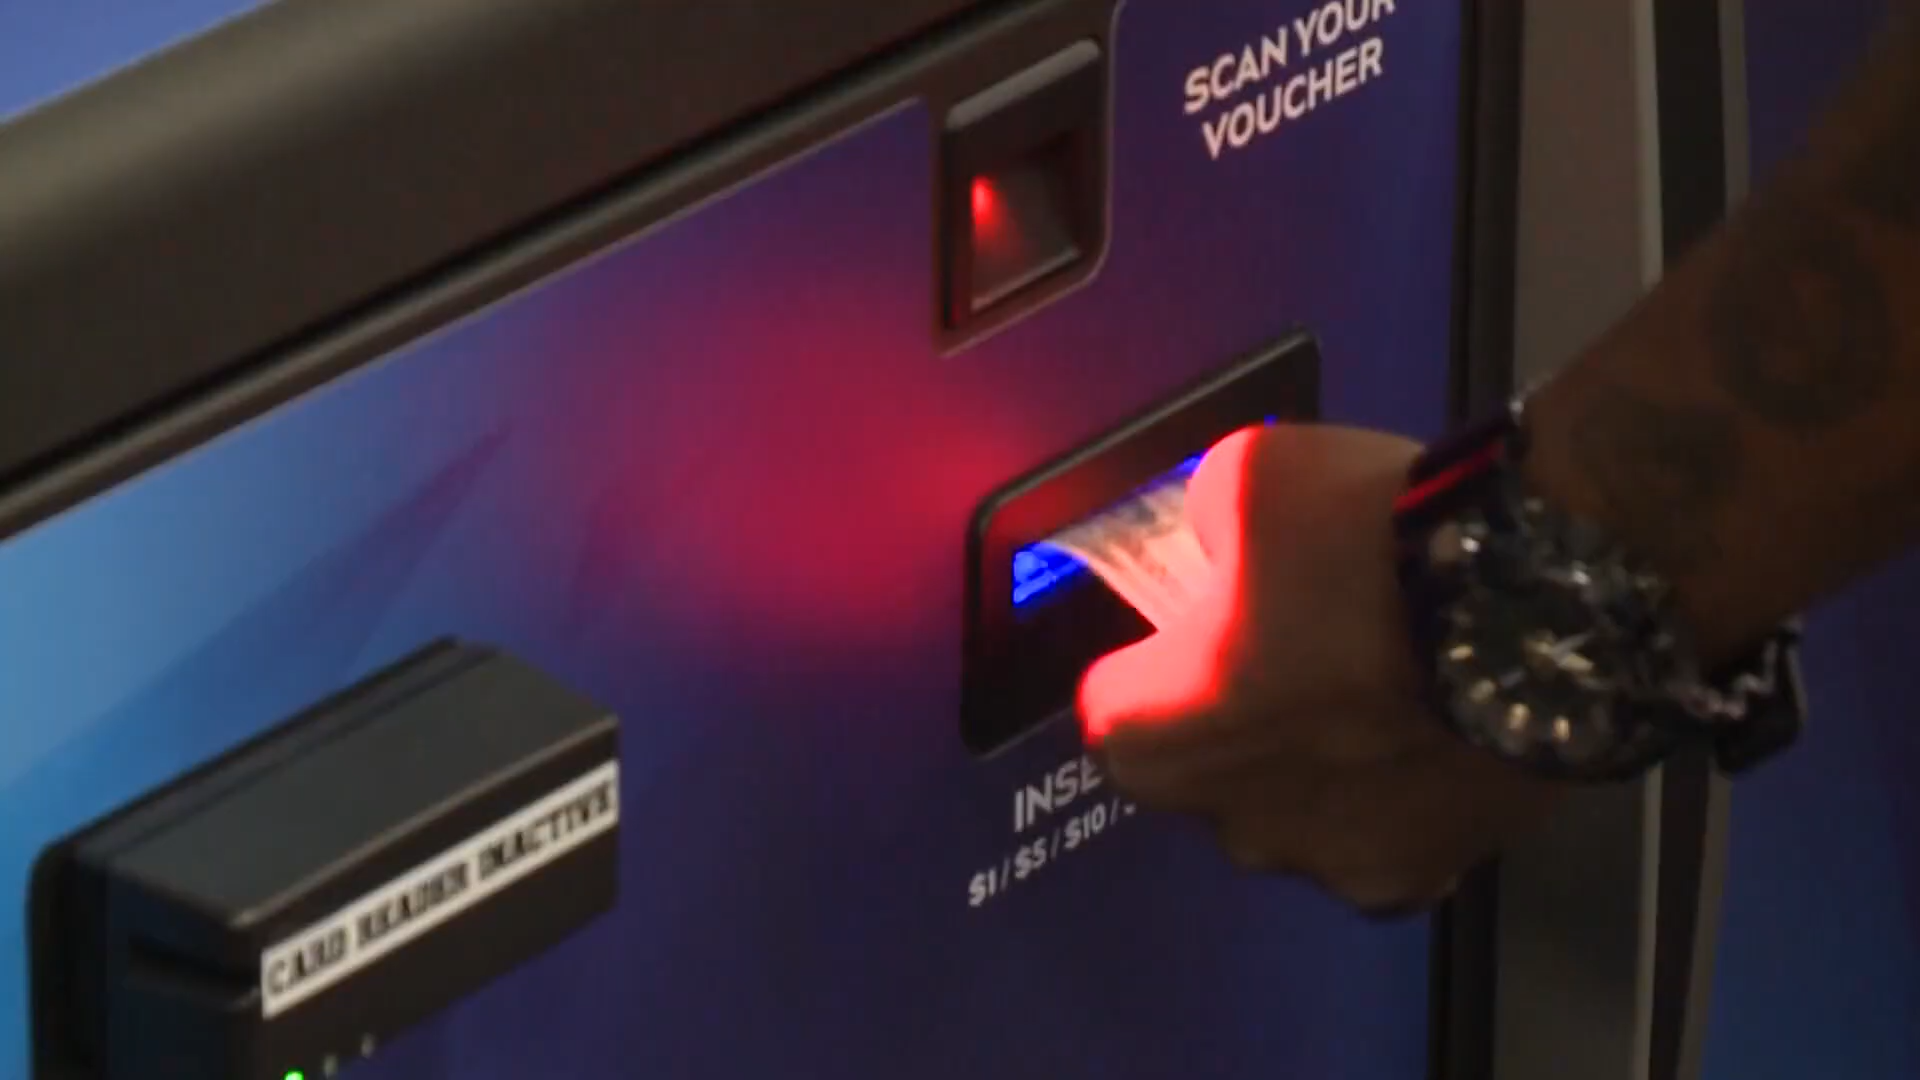 SCAN YOUR
VOUCHER
INSE
$1 / $5 / $10 /
CARD READER INACTIVE